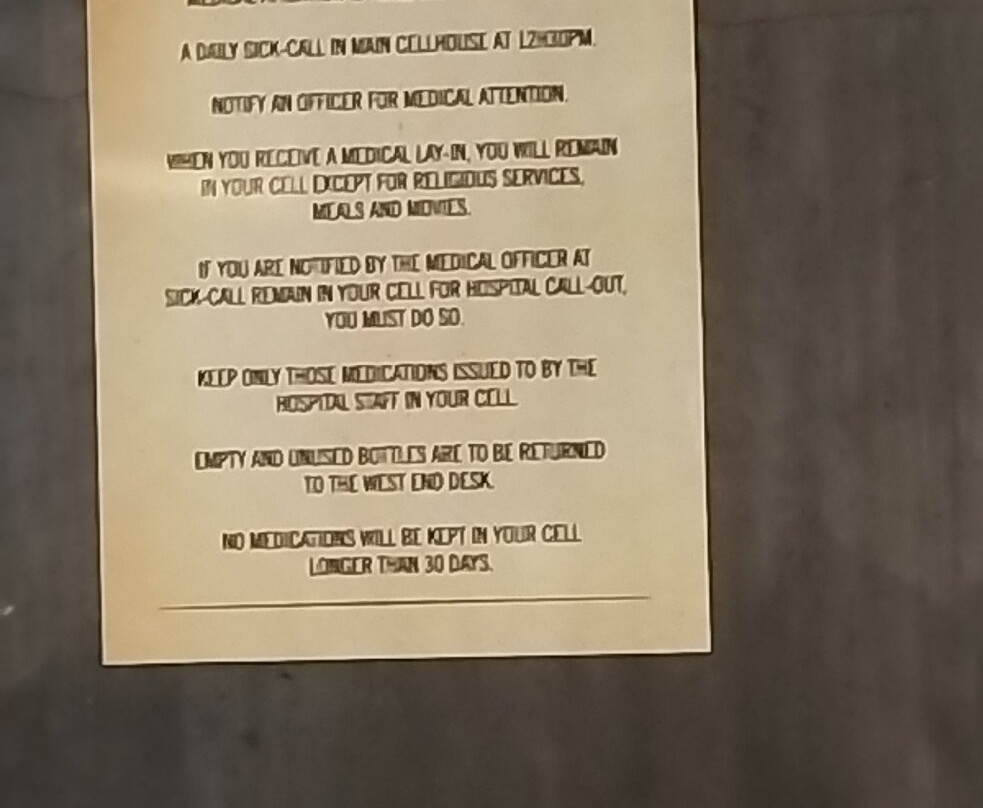 A DAILY SICK-CALL IN MAIN CELLHOUSE AT 12:30PM.
NOTIFY AN OFFICER FOR MEDICAL ATTENTION.
WHEN YOU RECEIVE A MEDICAL LAY-IN, YOU WILL REMAIN
IN YOUR CELL EXCEPT FOR RELIGIOUS SERVICES,
MEALS AND MOVIES.
IF YOU ARE NOTIFIED BY THE MEDICAL OFFICER AT
SICK-CALL REMAIN IN YOUR CELL FOR HOSPITAL CALL-OUT,
YOU MUST DO SO.
KEEP ONLY THOSE MEDICATIONS ISSUED TO BY THE
HOSPITAL STAFF IN YOUR CELL
EMPTY AND UNUSED BOTTLES ARE TO BE RETURNED
TO THE WEST END DESK.
NO MEDICATIONS WILL BE KEPT IN YOUR CELL
LONGER THAN 30 DAYS.